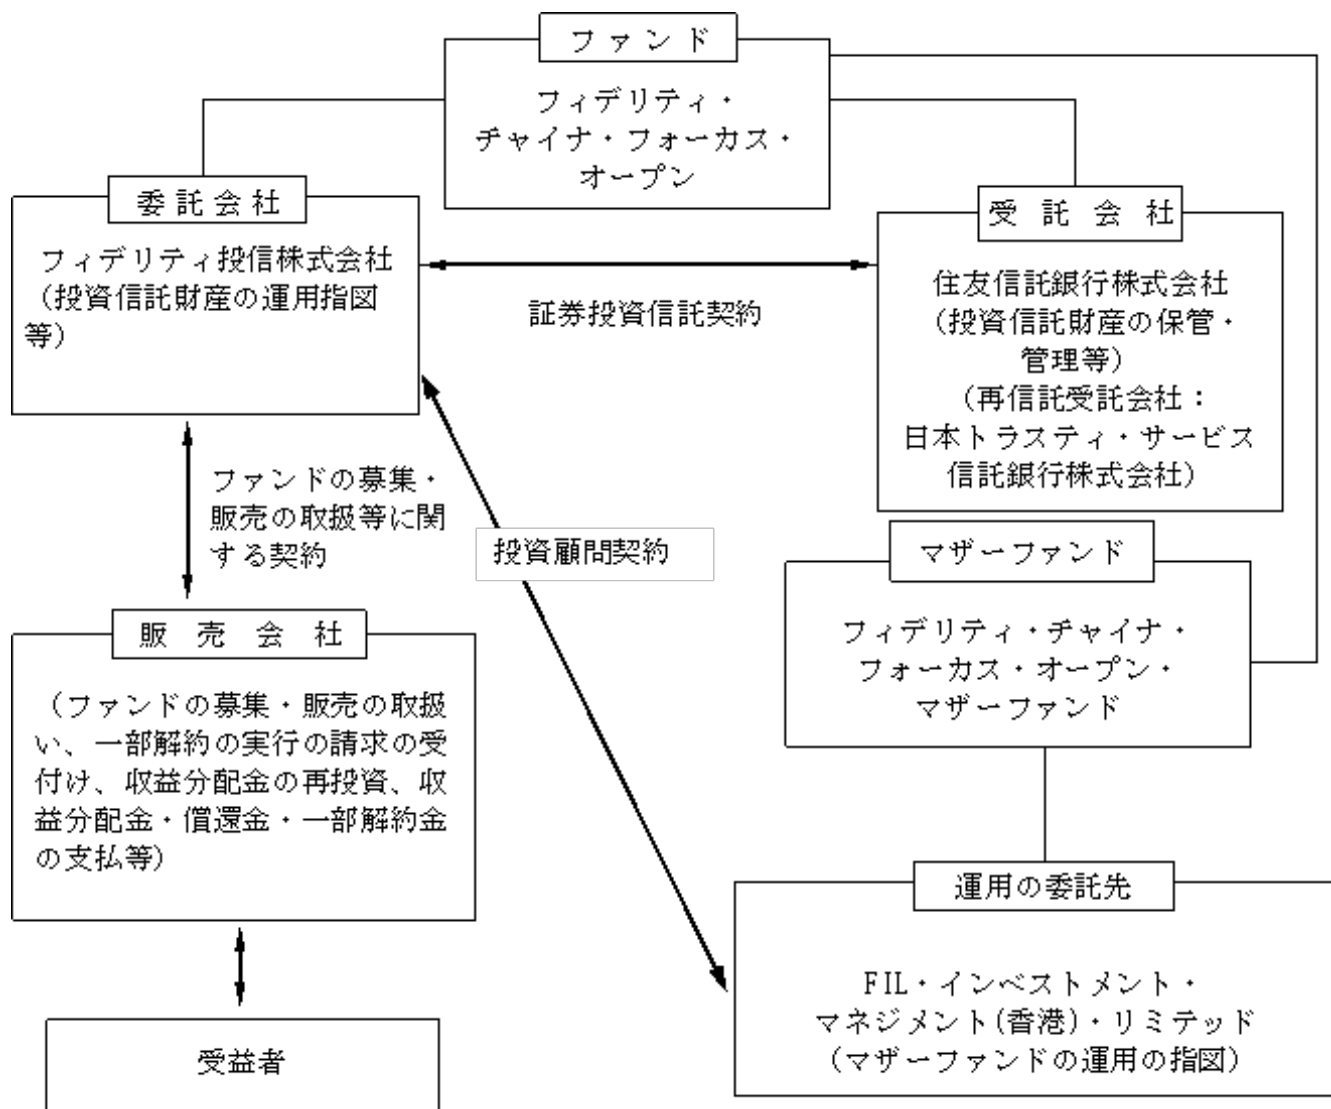 ファンド
フィデリティ・
チャイナ・フォーカス・
オープン
委託会社
フィデリティ投信株式会社
（投資信託財産の運用指図
等）
証券投資信託契約
受託会社
住友信託銀行株式会社
（投資信託財産の保管・
管理等）
（再信託受託会社：
日本トラスティ・サービス
信託銀行株式会社）
ファンドの募集・
販売の取扱等に関
する契約
投資顧問契約
マザーファンド
フィデリティ・チャイナ・
フォーカス・オープン・
マザーファンド
販売会社
（ファンドの募集・販売の取扱
い、一部解約の実行の請求の受
付け、収益分配金の再投資、収
益分配金・償還金・一部解約金
の支払等）
運用の委託先
FIL・インベストメント・
マネジメント(香港)・リミテッド
（マザーファンドの運用の指図）
受益者